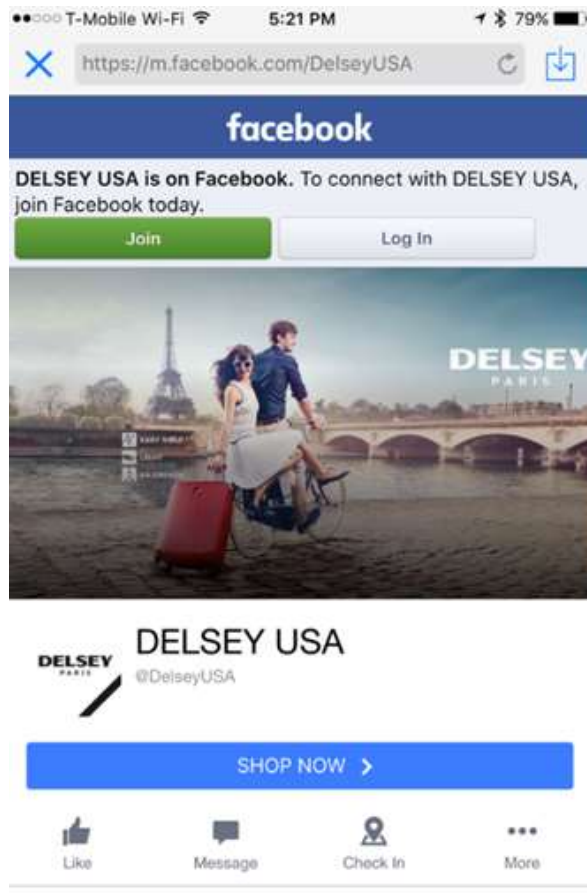 T-Mobile Wi-Fi 5:21 PM 79%
https://m.facebook.com/DelseyUSA
facebook
DELSEY USA is on Facebook. To connect with DELSEY USA,
join Facebook today.
Join Log In
DELSEY
PARIS
DELSEY USA
DELSEY
PARIS
@DelseyUSA
SHOP NOW
Like Message Check In More